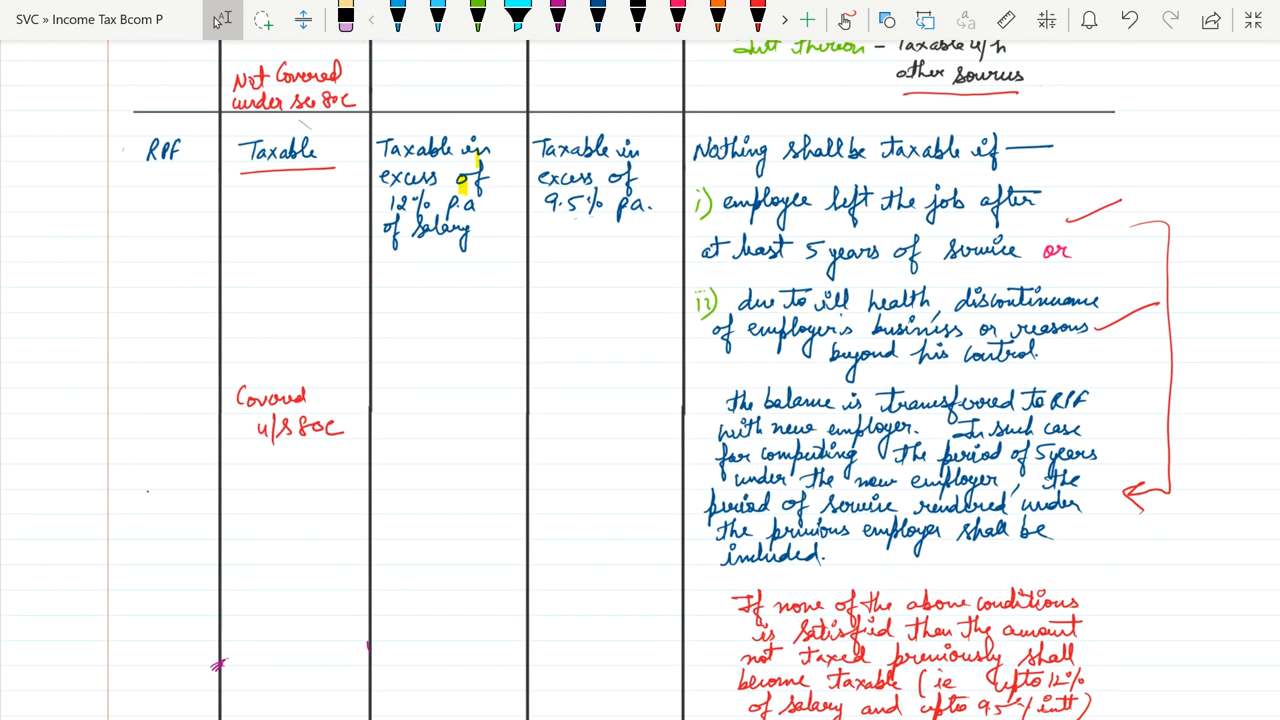 SVC » Income Tax Bcom P
Intt thereon - Taxable u/h
other sources
Not Covered
under sec 80C
RPF
Taxable
Covered
u/s 80C
Taxable in
excess of
12% p.a
of Salary
Taxable in
excess of
9.5% p.a.
Nothing shall be taxable if —
i) employee left the job after
at least 5 years of service or
ii) due to ill health, discontinuance
of employer's business or reasons
beyond his control.
the balance is transferred to RPF
with new employer. In such case
for computing the period of 5 years
under the new employer, the
period of service rendered under
the previous employer shall be
included.
If none of the above conditions
is satisfied then the amount
not taxed previously shall
become taxable (ie upto 12%
of salary and upto 9.5% intt)